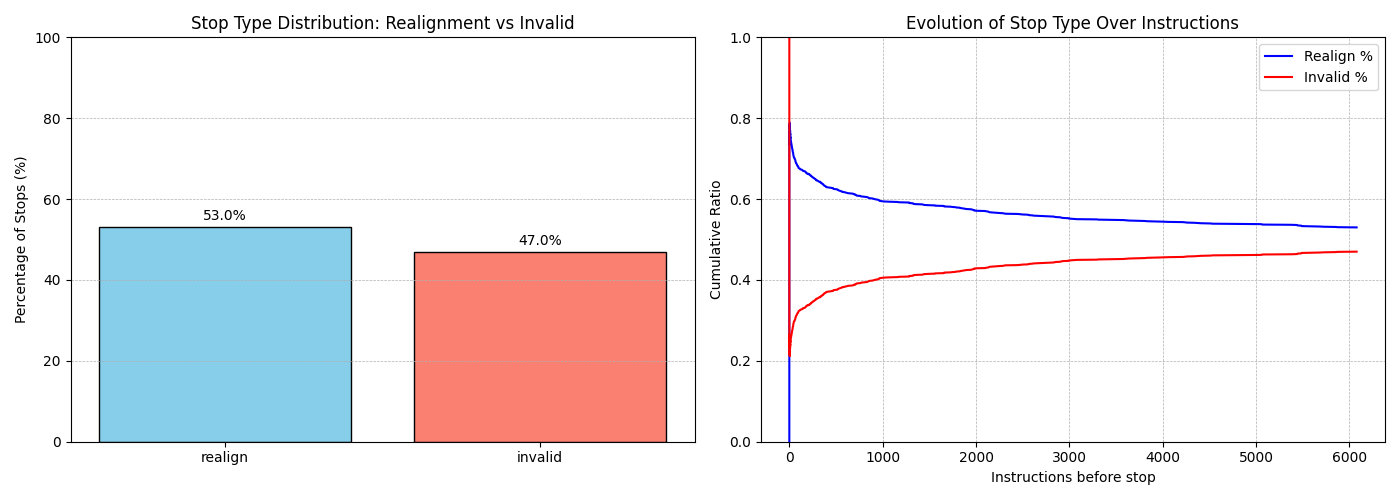 Stop Type Distribution: Realignment vs Invalid
Percentage of Stops (%)
100
80
60
40
20
0
53.0%
47.0%
realign
invalid
Evolution of Stop Type Over Instructions
Cumulative Ratio
1.0
0.8
0.6
0.4
0.2
0.0
Realign %
Invalid %
0 1000 2000 3000 4000 5000 6000
Instructions before stop